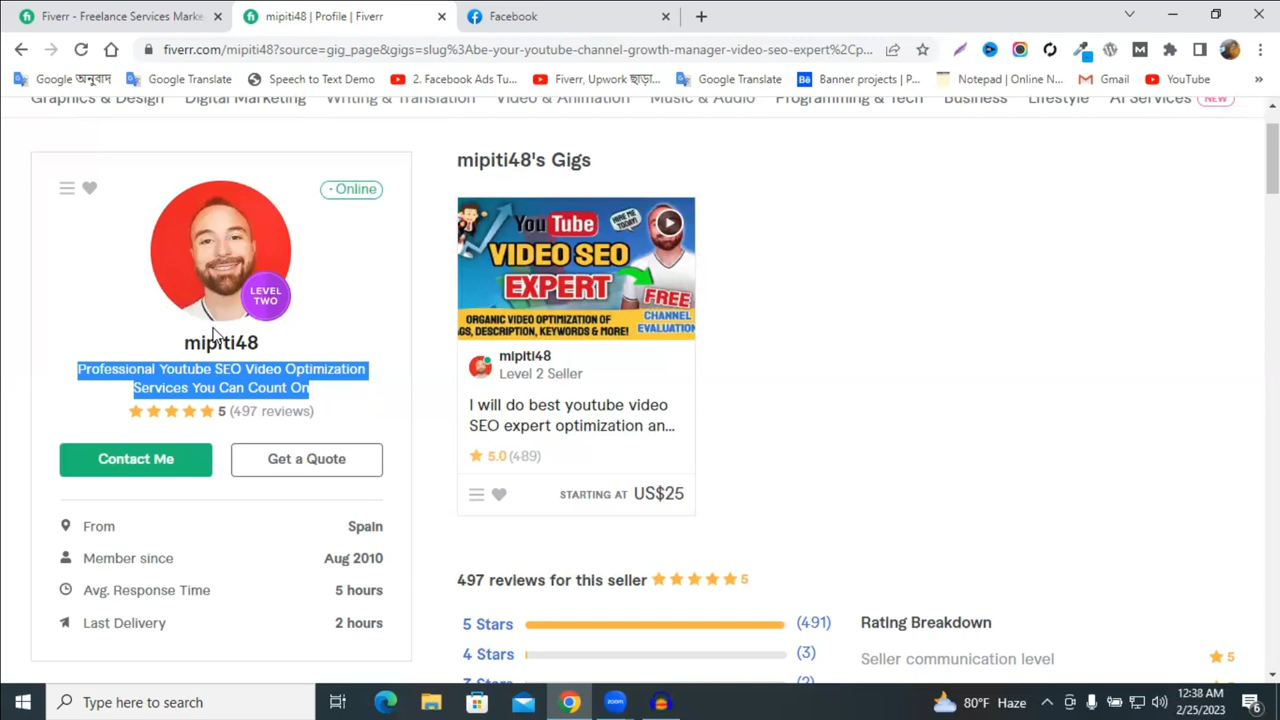 Fiverr - Freelance Services Marke
mipiti48 | Profile | Fiverr
Facebook
fiverr.com/mipiti48?source=gig_page&gigs=slug%3Abe-your-youtube-channel-growth-manager-video-seo-expert%2Cp...
Google অনুবাদ
Google Translate
Speech to Text Demo
2. Facebook Ads Tu...
Fiverr, Upwork ছাড়া...
Google Translate
Banner projects | P...
Notepad | Online N...
Gmail
YouTube
»
Graphics & Design
Digital Marketing
Writing & Translation
Video & Animation
Music & Audio
Programming & Tech
Business
Lifestyle
AI Services
NEW
Online
LEVEL
TWO
mipiti48
Professional Youtube SEO Video Optimization
Services You Can Count On
5 (497 reviews)
Contact Me
Get a Quote
From
Spain
Member since
Aug 2010
Avg. Response Time
5 hours
Last Delivery
2 hours
mipiti48's Gigs
You Tube
HIRE ME
TODAY!
VIDEO SEO
EXPERT
FREE
CHANNEL
EVALUATION
ORGANIC VIDEO OPTIMIZATION OF
AGS, DESCRIPTION, KEYWORDS & MORE!
mipiti48
Level 2 Seller
I will do best youtube video
SEO expert optimization an...
5.0 (489)
STARTING AT US$25
497 reviews for this seller
5
5 Stars
(491)
4 Stars
(3)
Rating Breakdown
Seller communication level
5
Type here to search
zoom
80°F Haze
12:38 AM
2/25/2023
6